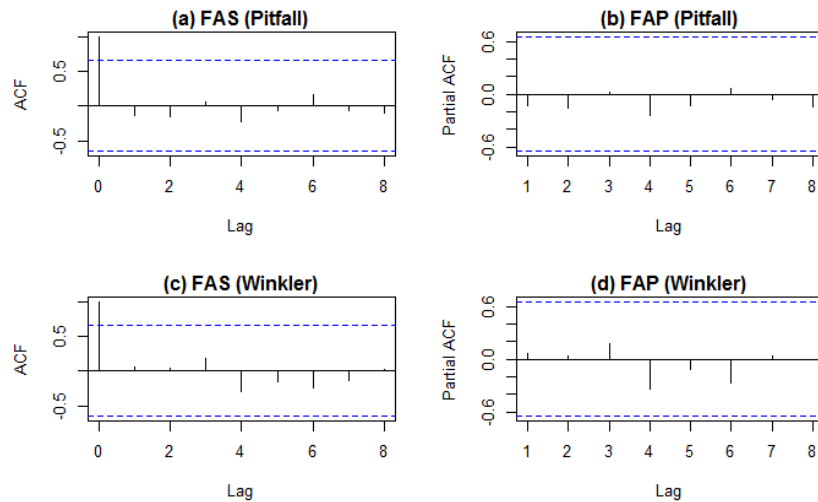 (a) FAS (Pitfall)
ACF
0.5
-0.5
0 2 4 6 8
Lag
(b) FAP (Pitfall)
Partial ACF
0.6
0.0
-0.6
1 2 3 4 5 6 7 8
Lag
(c) FAS (Winkler)
ACF
0.5
-0.5
0 2 4 6 8
Lag
(d) FAP (Winkler)
Partial ACF
0.6
0.0
-0.6
1 2 3 4 5 6 7 8
Lag